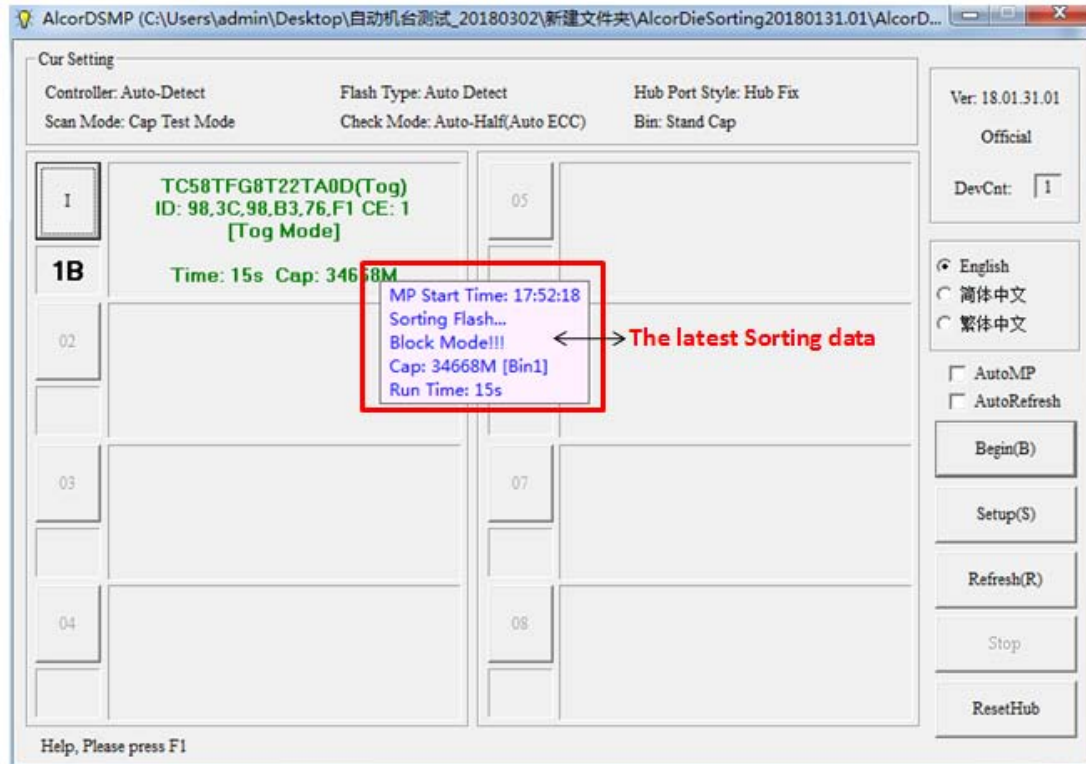 AlcorDSMP (C:\Users\admin\Desktop\自动机台测试_20180302\新建文件夹\AlcorDieSorting20180131.01\AlcorD...
Cur Setting
Controller: Auto-Detect Flash Type: Auto Detect Hub Port Style: Hub Fix
Scan Mode: Cap Test Mode Check Mode: Auto-Half(Auto ECC) Bin: Stand Cap
Ver: 18.01.31.01
Official
DevCnt: 1
I
TC58TFG8T22TA0D(Tog)
ID: 98,3C,98,B3,76,F1 CE: 1
[Tog Mode]
1B
Time: 15s Cap: 34668M
MP Start Time: 17:52:18
Sorting Flash...
Block Mode!!!
Cap: 34668M [Bin1]
Run Time: 15s
The latest Sorting data
02
03
04
05
07
08
English
简体中文
繁体中文
AutoMP
AutoRefresh
Begin(B)
Setup(S)
Refresh(R)
Stop
ResetHub
Help, Please press F1